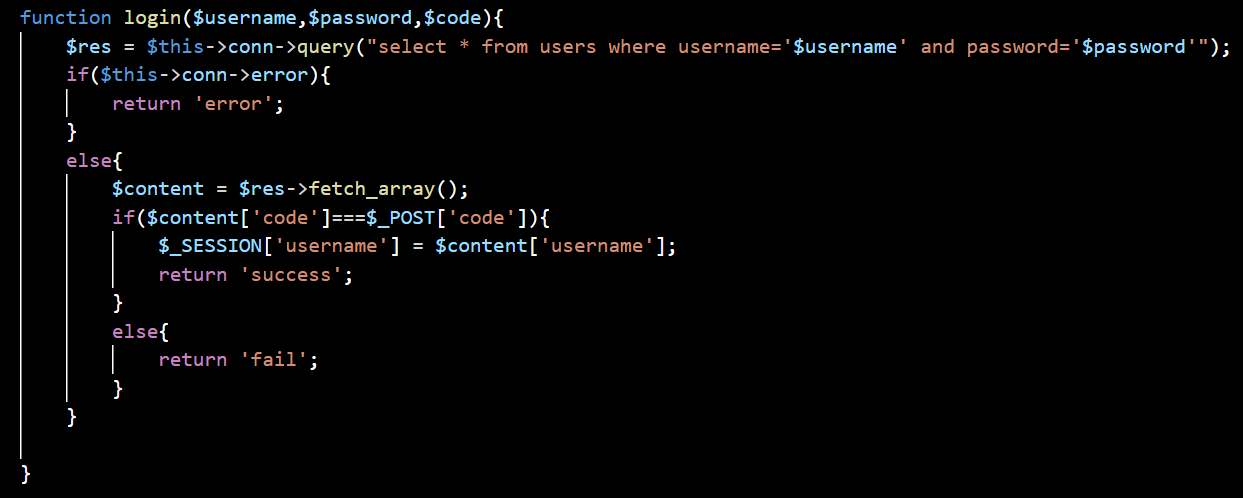 function login($username,$password,$code){
    $res = $this->conn->query("select * from users where username='$username' and password='$password'");
    if($this->conn->error){
        return 'error';
    }
    else{
        $content = $res->fetch_array();
        if($content['code']===$_POST['code']){
            $_SESSION['username'] = $content['username'];
            return 'success';
        }
        else{
            return 'fail';
        }
    }
}